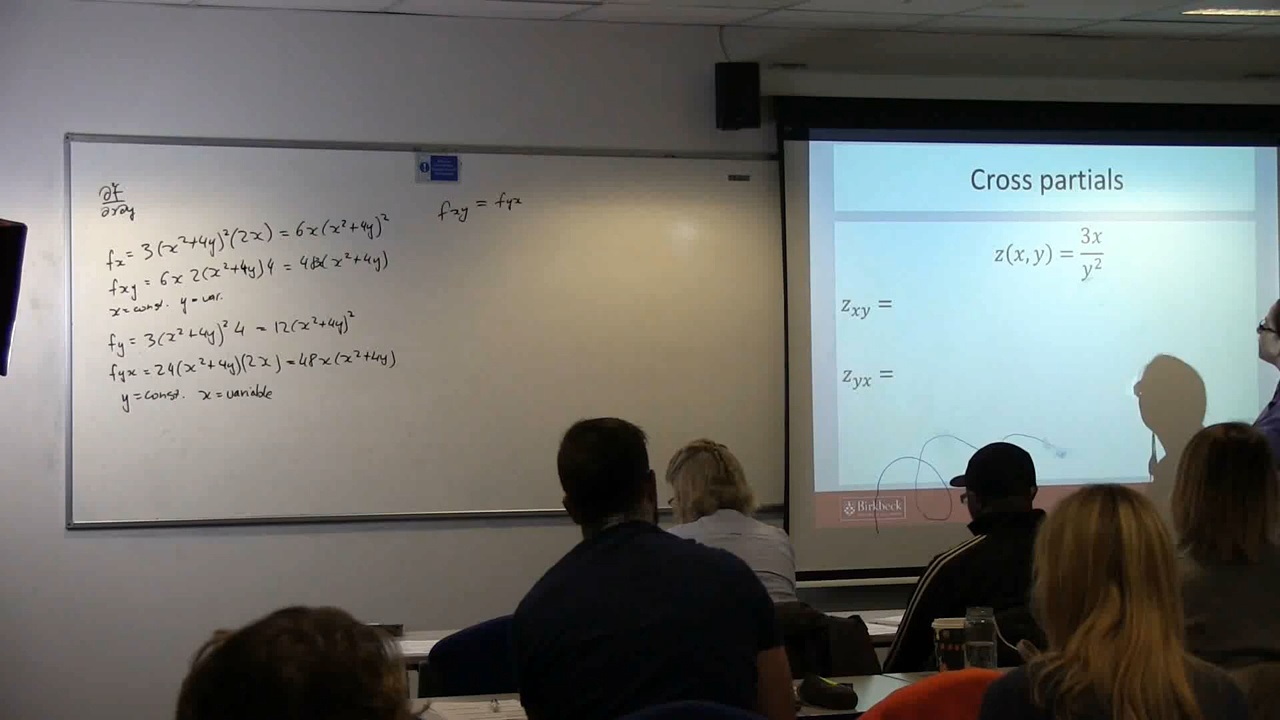 ∂²f
∂x∂y
fx = 3(x²+4y)²(2x) = 6x(x²+4y)²
fxy = 6x 2(x²+4y)4 = 48x(x²+4y)
x=const. y=var.
fy = 3(x²+4y)² 4 = 12(x²+4y)²
fyx = 24(x²+4y)(2x) = 48x(x²+4y)
y=const. x=variable
fxy = fyx
Cross partials
z(x, y) = 3x/y²
zxy =
zyx =
Birkbeck